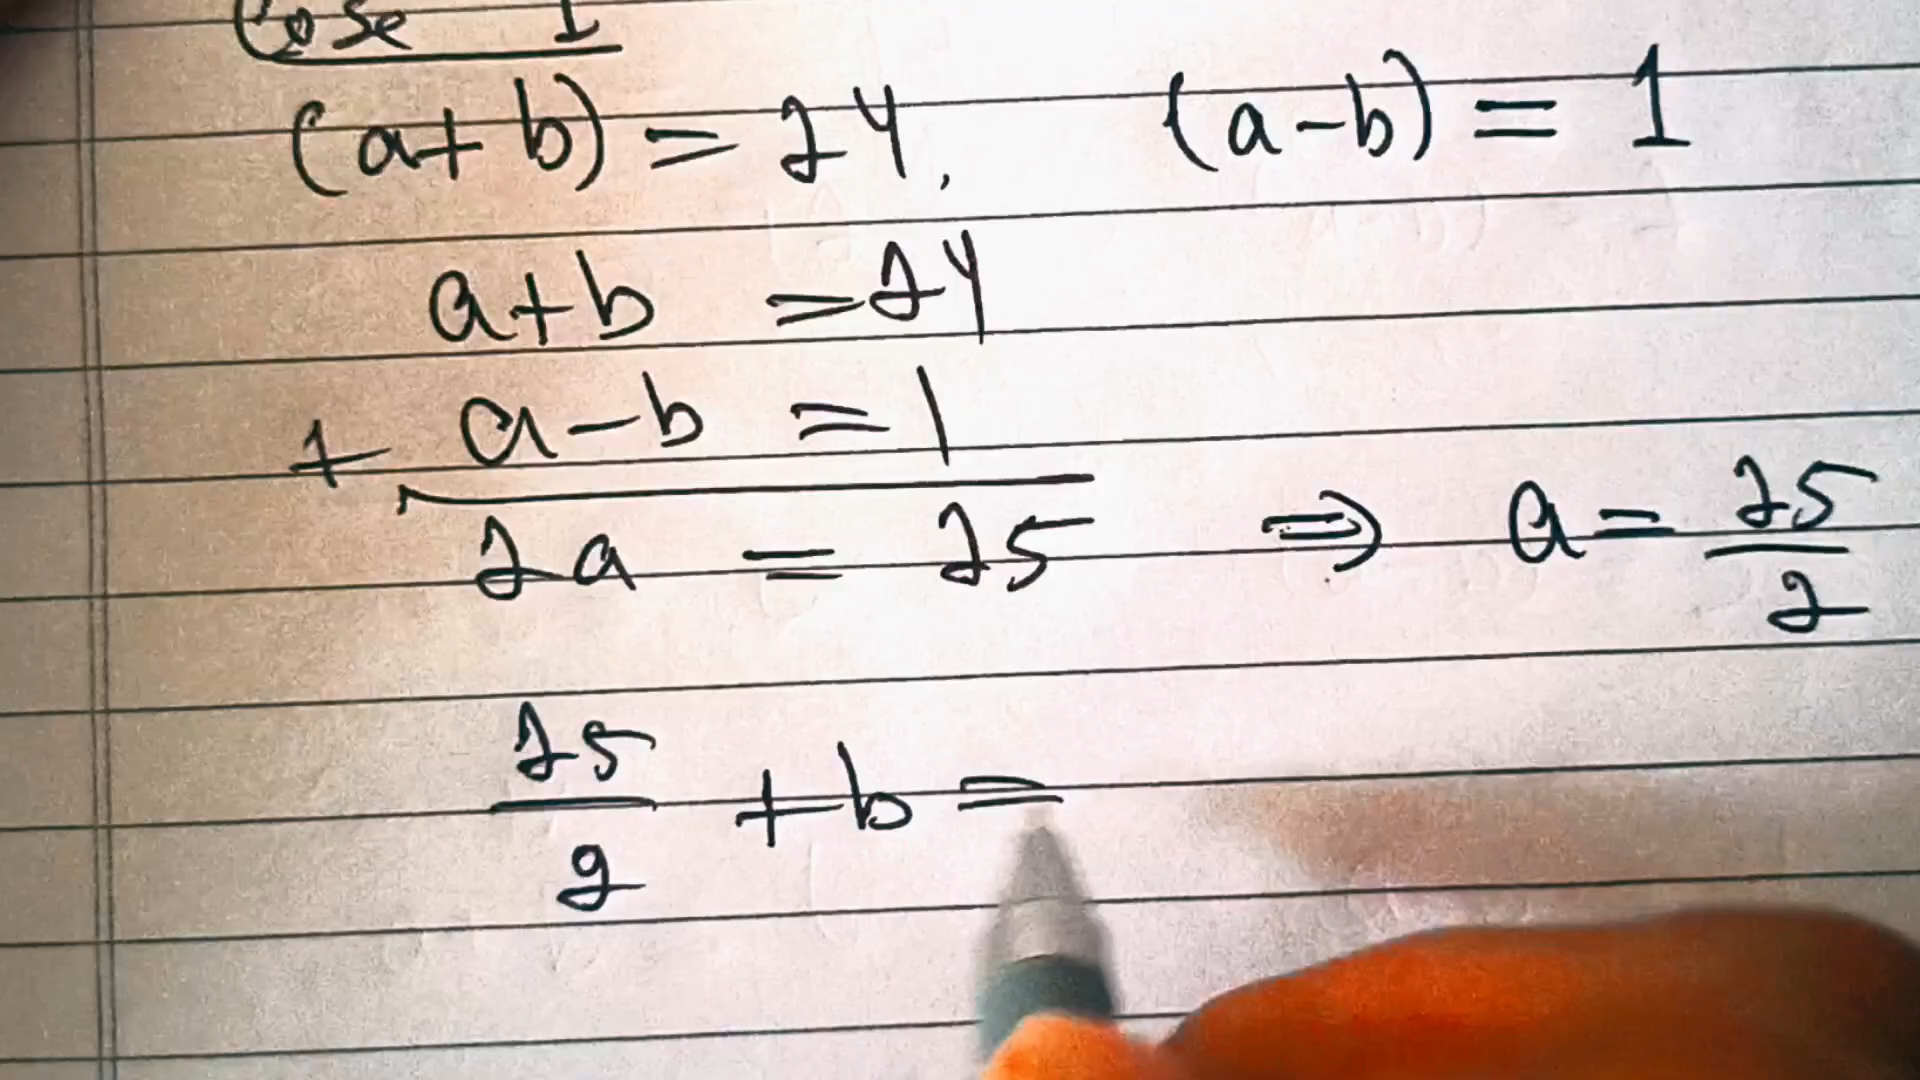 Case 1
(a+b) = 24, (a-b) = 1
a+b = 24
+ a-b = 1
2a = 25 ⇒ a = 25/2
25/2 + b =